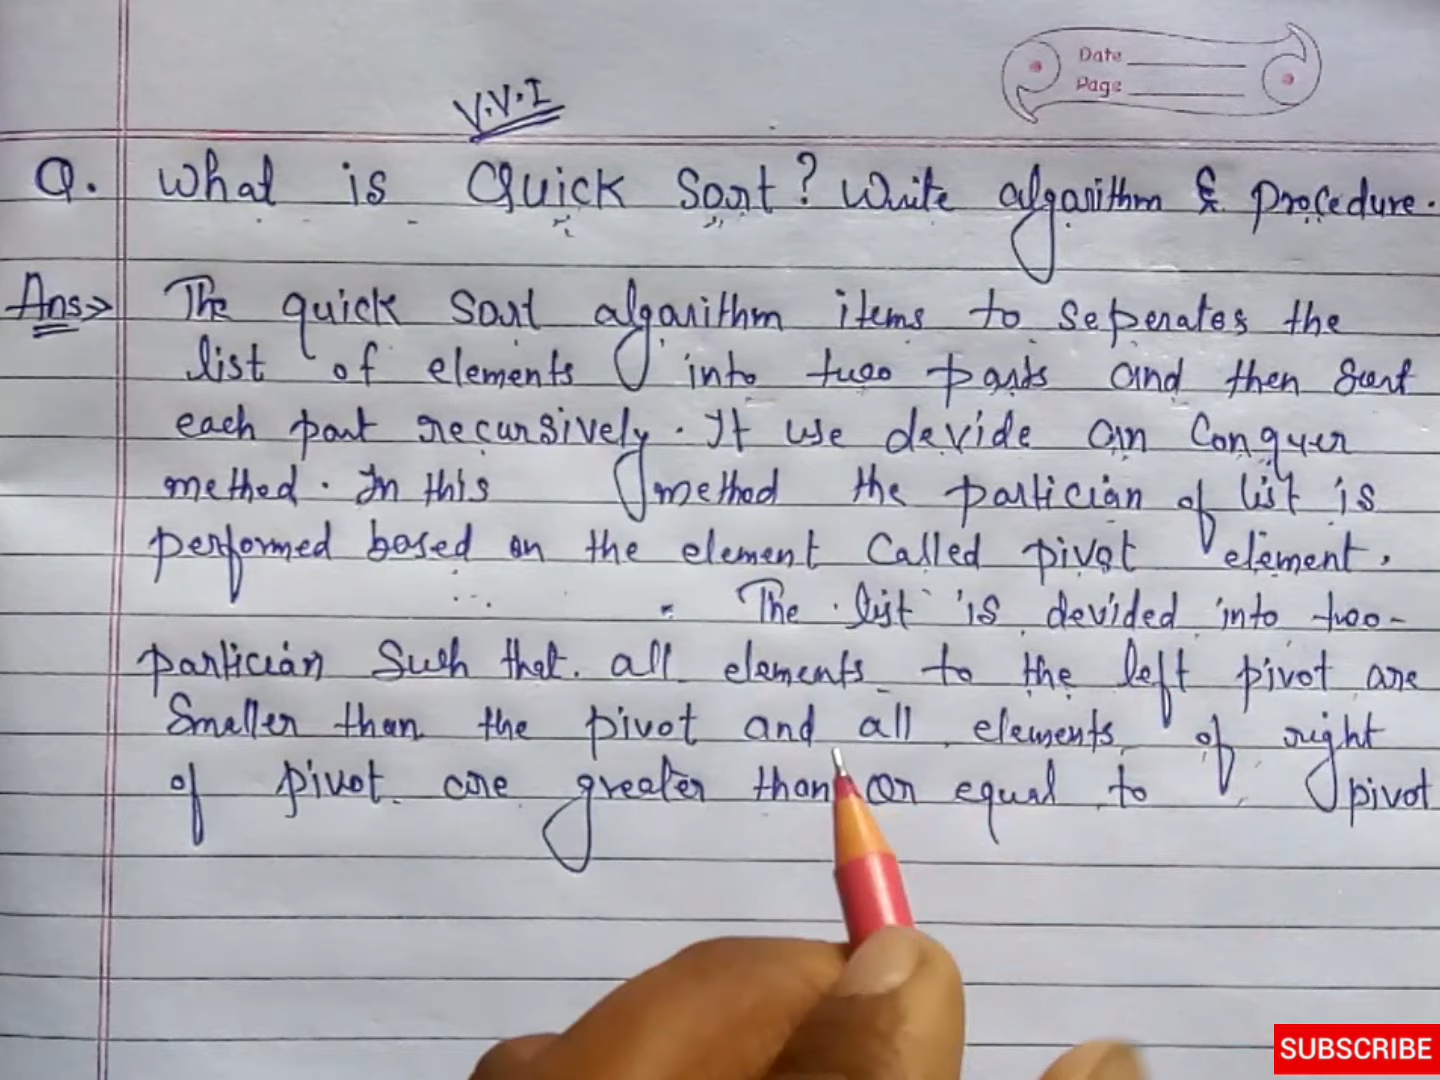 Date
Page
V.V.I
Q. What is Quick Sort? Write algorithm & procedure.
Ans> The quick sort algorithm items to seperates the
list of elements into two parts and then sort
each part recursively. It use devide an Conquer
method. In this method the partician of list is
performed based on the element called pivot element.
The list is devided into two-
partician Such that. all elements to the left pivot are
Smaller than the pivot and all elements of right
of pivot are greater than or equal to pivot
SUBSCRIBE